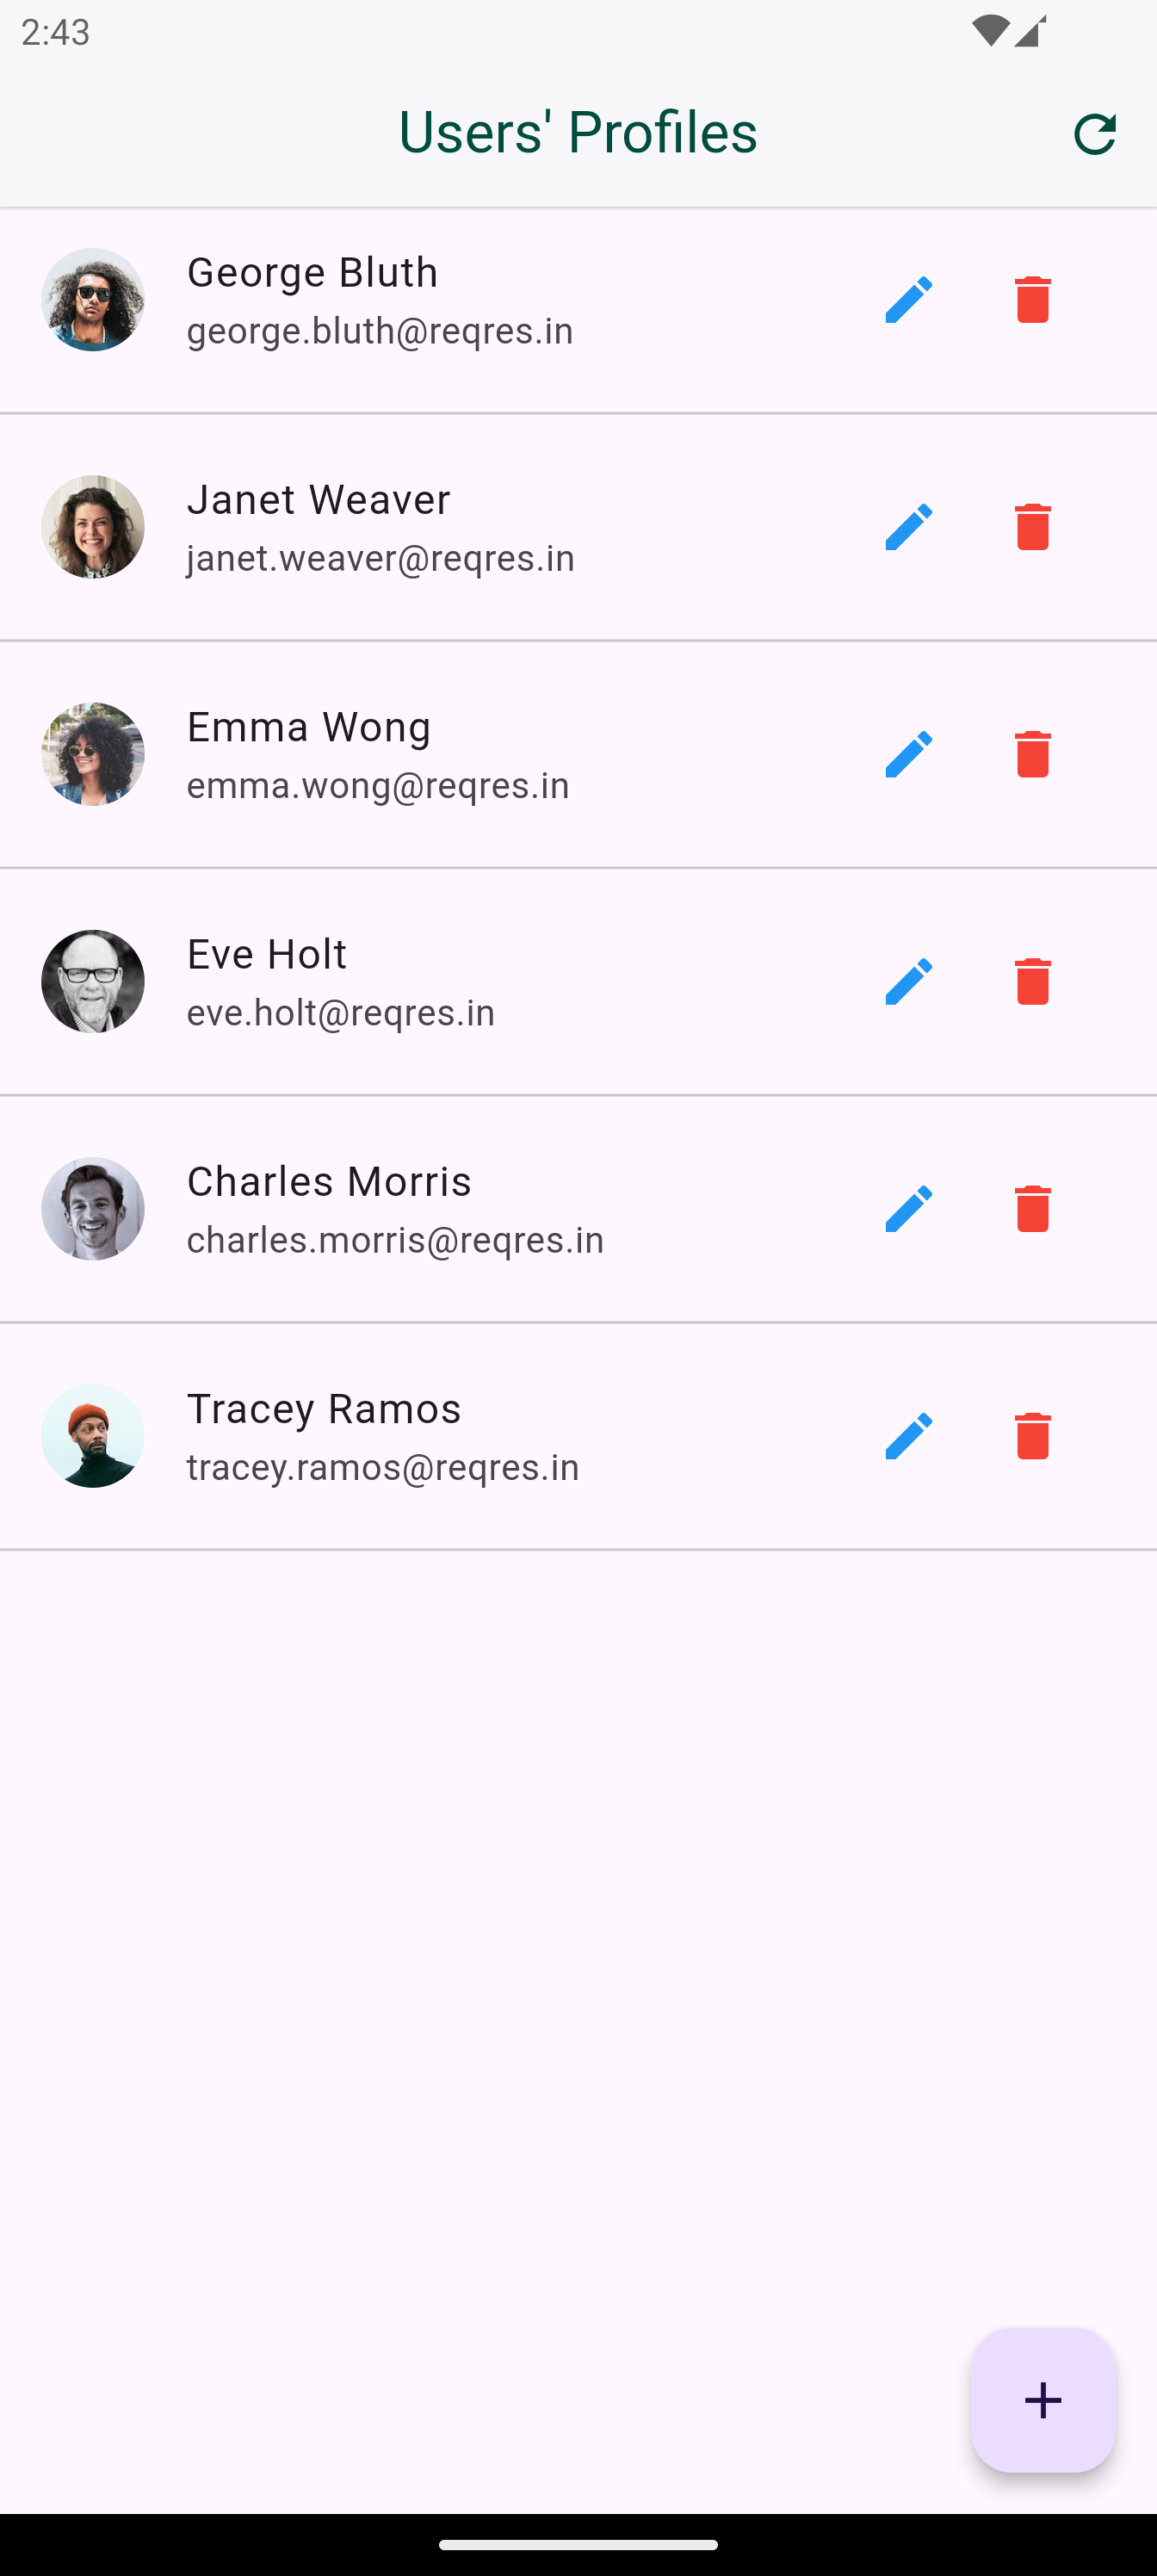 2:43
Users' Profiles
George Bluth
george.bluth@reqres.in
Janet Weaver
janet.weaver@reqres.in
Emma Wong
emma.wong@reqres.in
Eve Holt
eve.holt@reqres.in
Charles Morris
charles.morris@reqres.in
Tracey Ramos
tracey.ramos@reqres.in